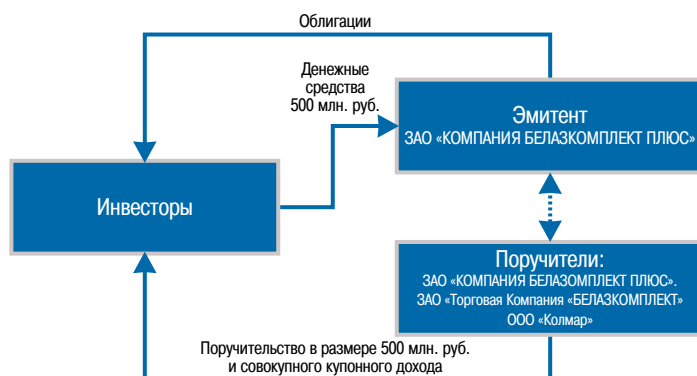 Облигации
Денежные
средства
500 млн. руб.
Эмитент
ЗАО «КОМПАНИЯ БЕЛАЗКОМПЛЕКТ ПЛЮС»
Инвесторы
Поручители:
ЗАО «КОМПАНИЯ БЕЛАЗОМПЛЕКТ ПЛЮС».
ЗАО «Торговая Компания «БЕЛАЗКОМПЛЕКТ»
ООО «Колмар»
Поручительство в размере 500 млн. руб.
и совокупного купонного дохода